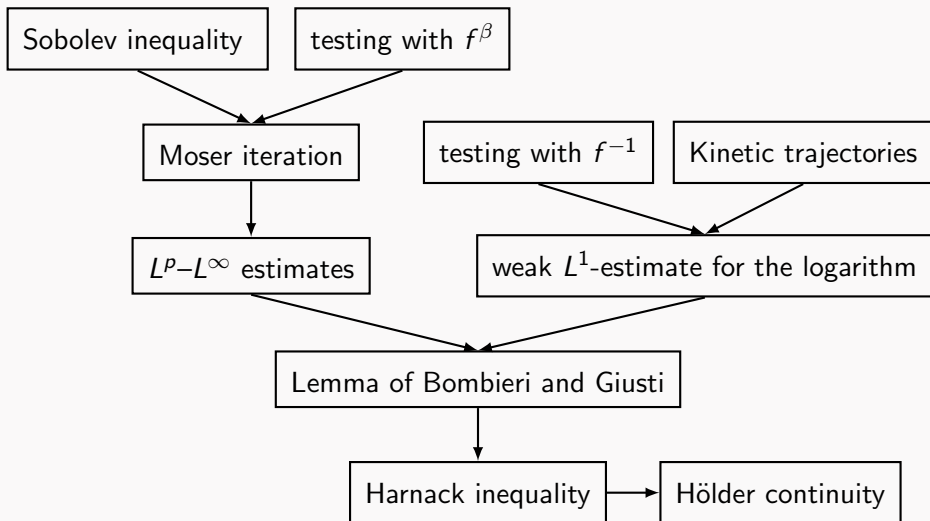 Sobolev inequality
testing with f^β
Moser iteration
testing with f^{−1}
Kinetic trajectories
L^p–L^∞ estimates
weak L^1-estimate for the logarithm
Lemma of Bombieri and Giusti
Harnack inequality
Hölder continuity